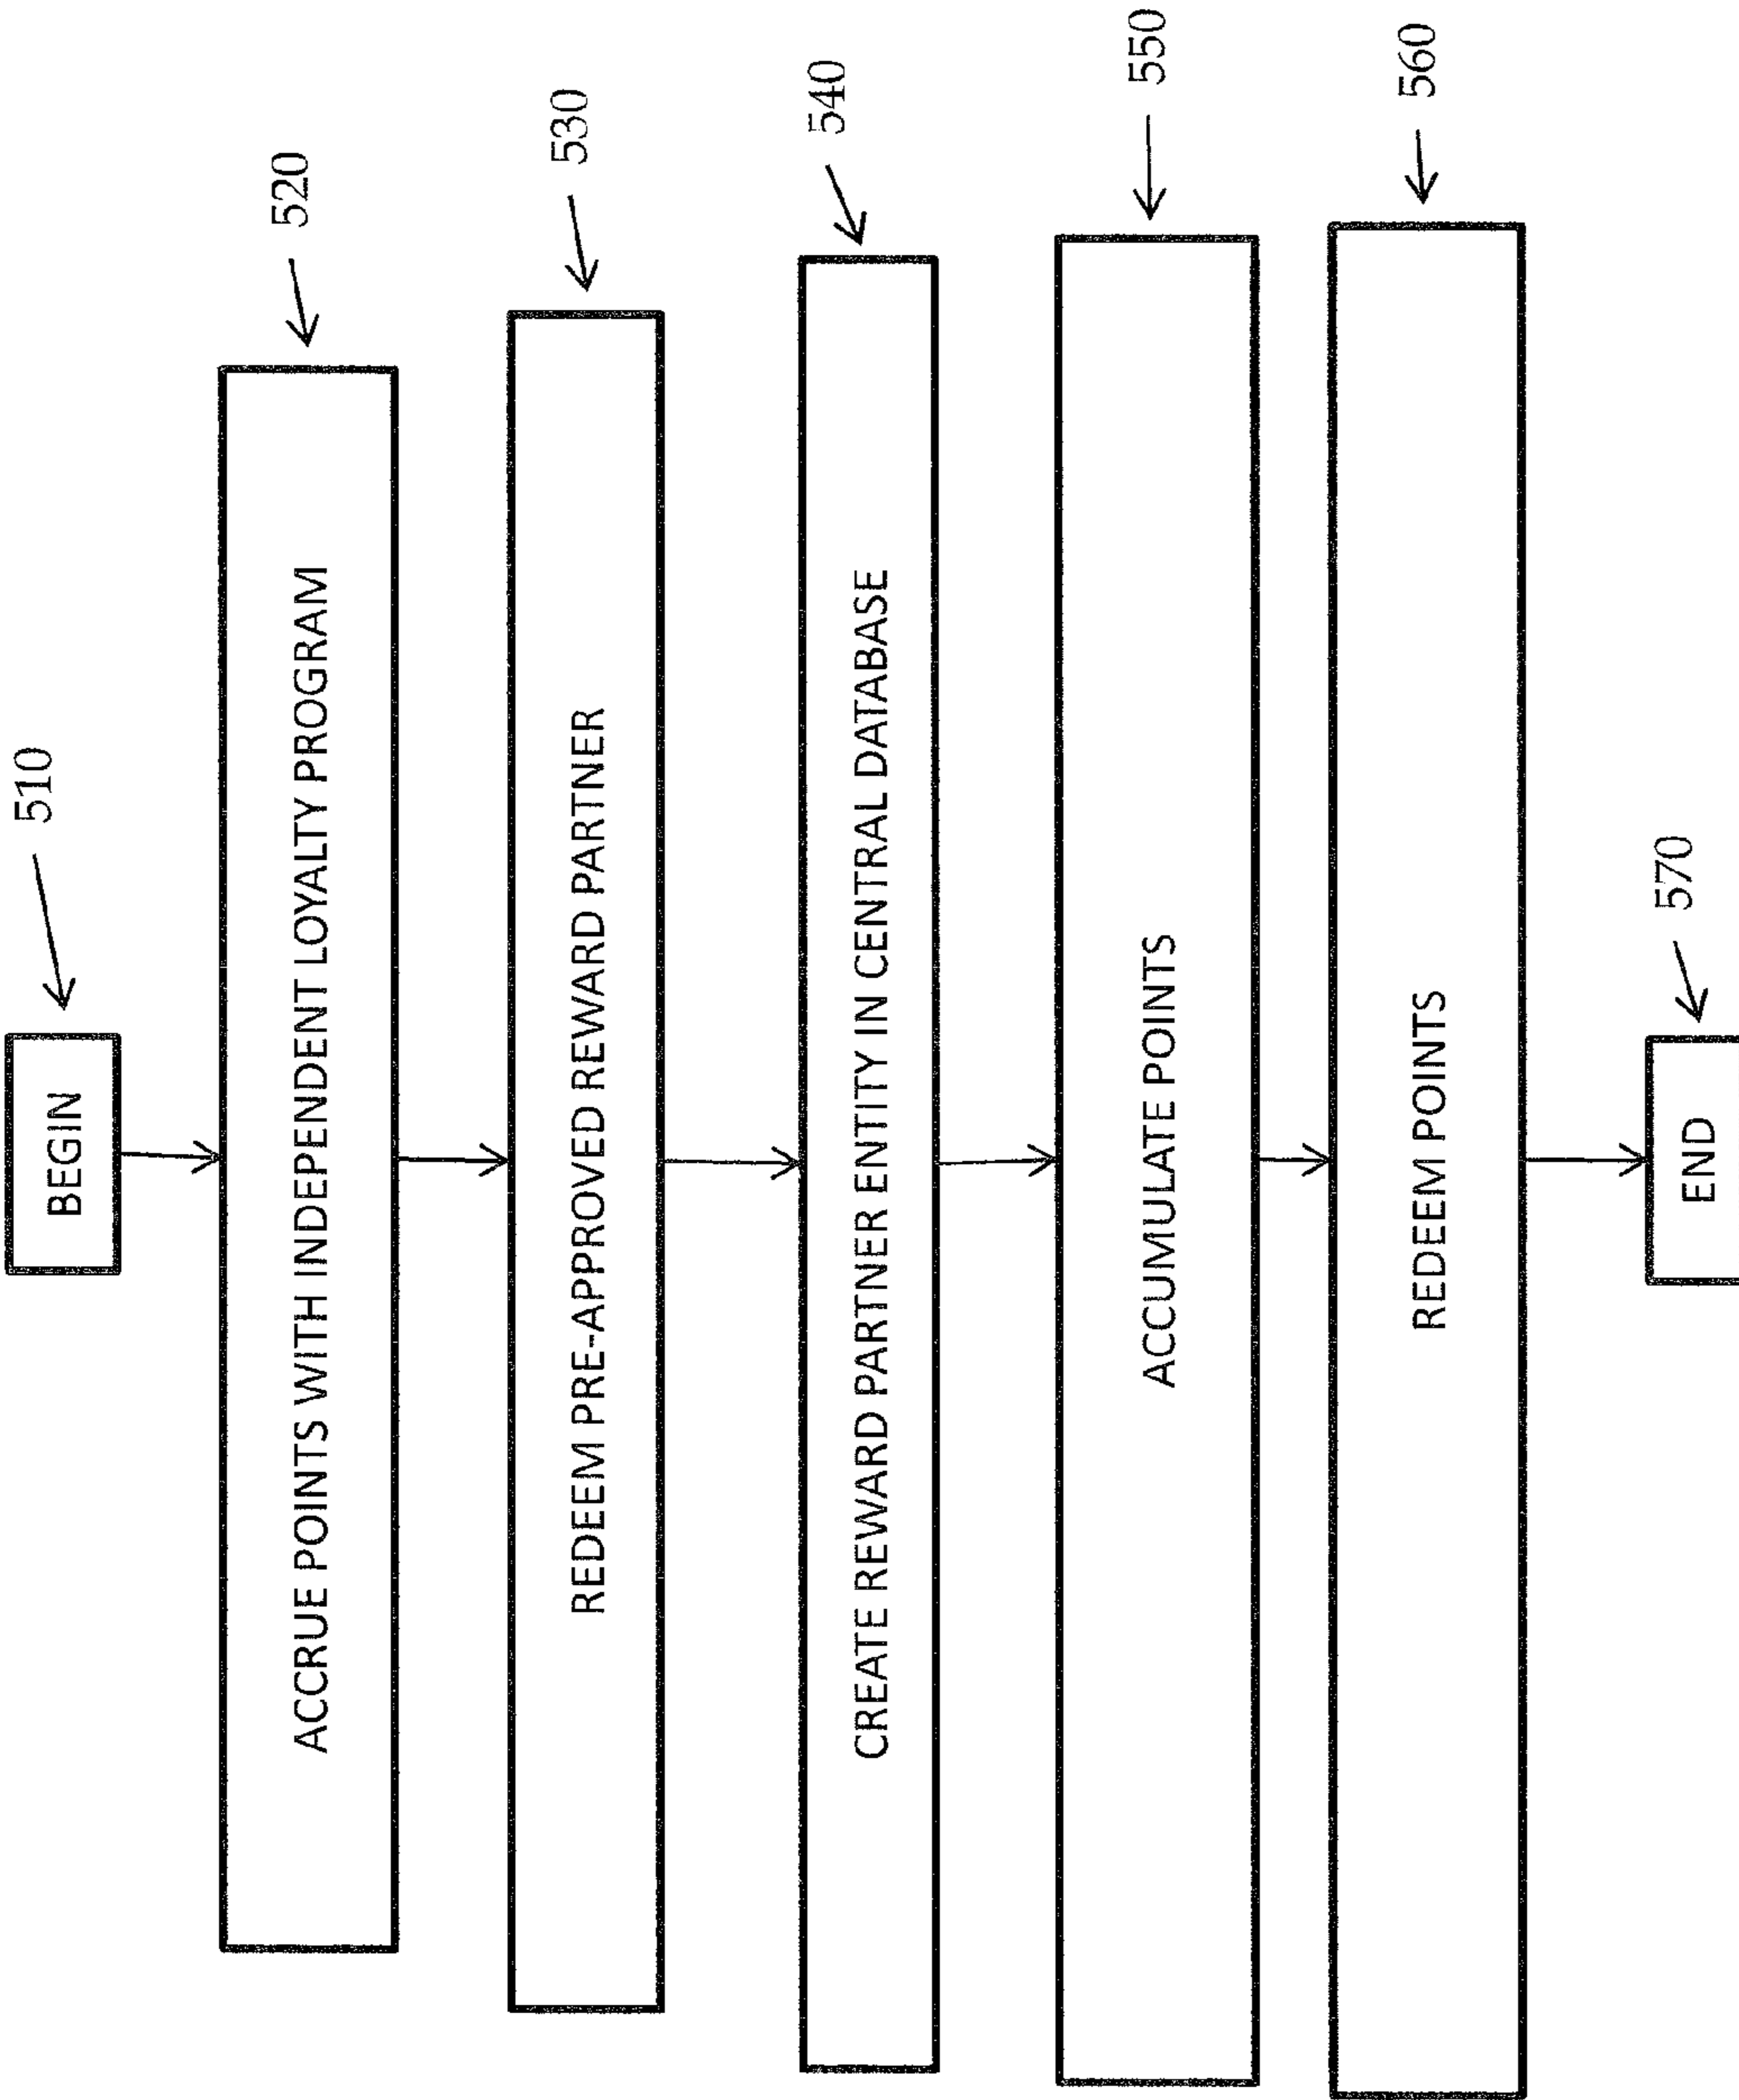 BEGIN
510
ACCRUE POINTS WITH INDEPENDENT LOYALTY PROGRAM
520
REDEEM PRE-APPROVED REWARD PARTNER
530
CREATE REWARD PARTNER ENTITY IN CENTRAL DATABASE
540
ACCUMULATE POINTS
550
REDEEM POINTS
560
END
570